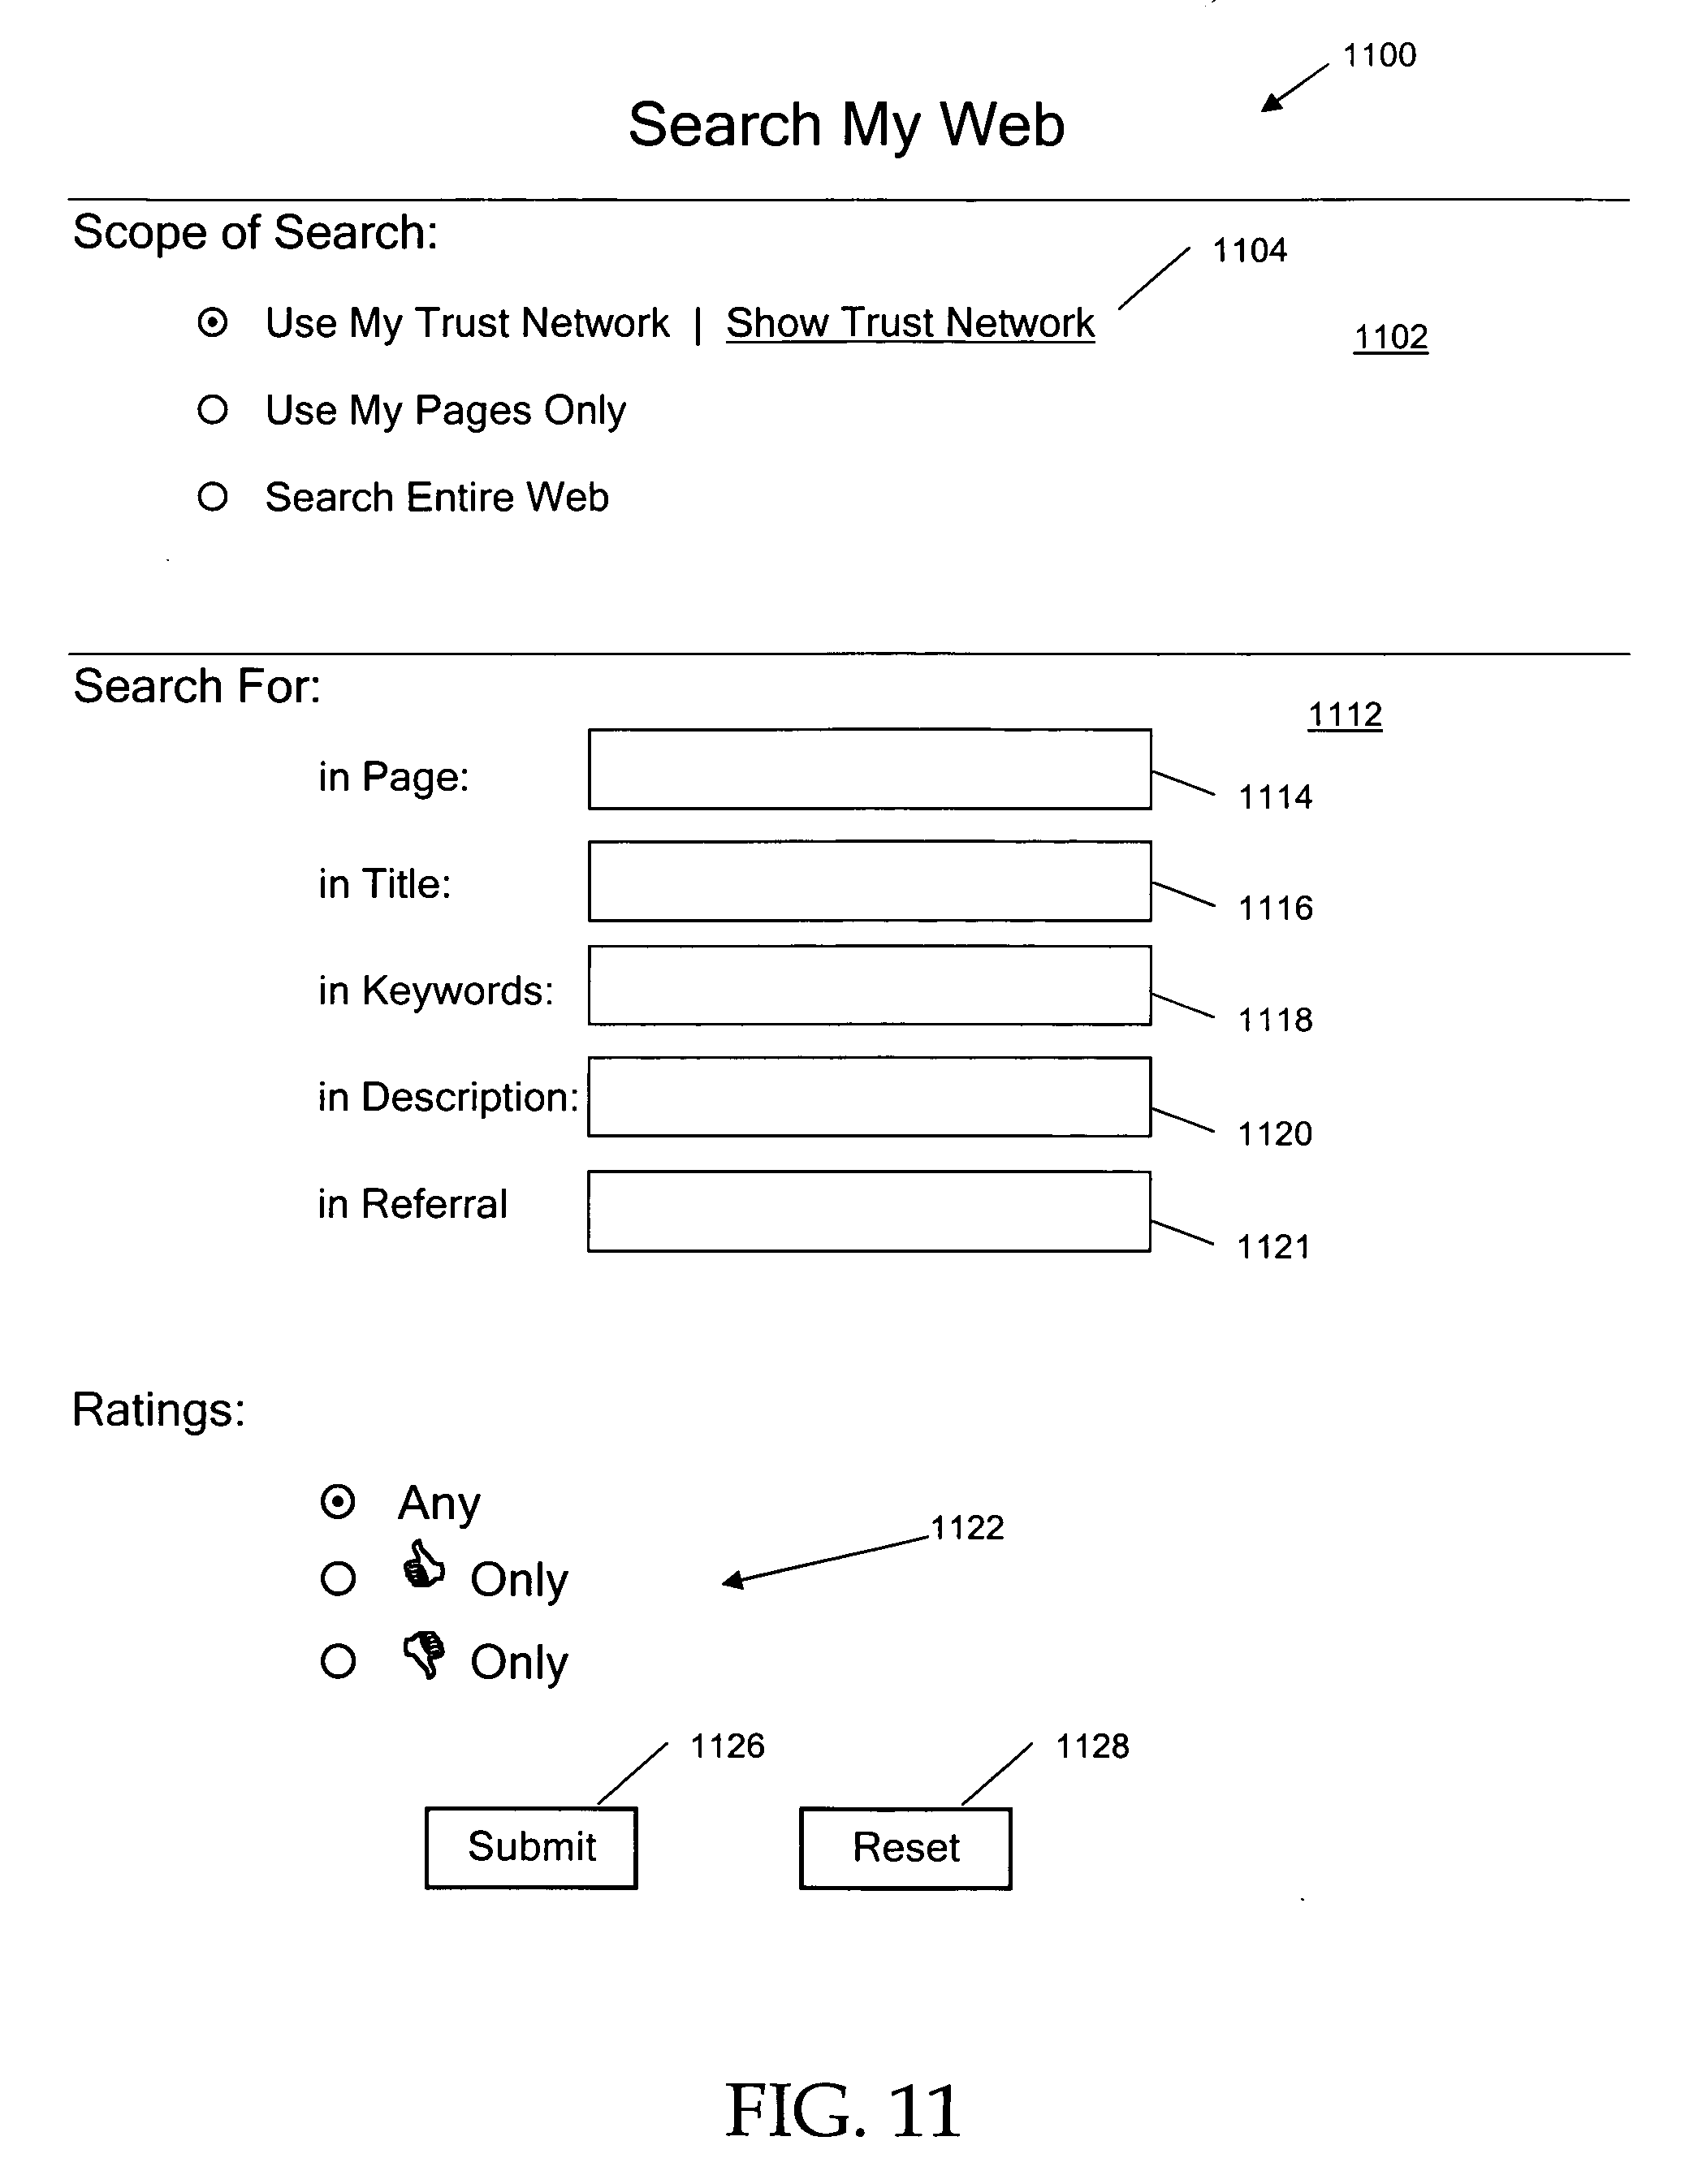 1100
Search My Web
Scope of Search:
1104
Use My Trust Network | Show Trust Network
1102
Use My Pages Only
Search Entire Web
Search For:
1112
in Page:
1114
in Title:
1116
in Keywords:
1118
in Description:
1120
in Referral
1121
Ratings:
Any
1122
Only
Only
1126
1128
Submit
Reset
FIG. 11